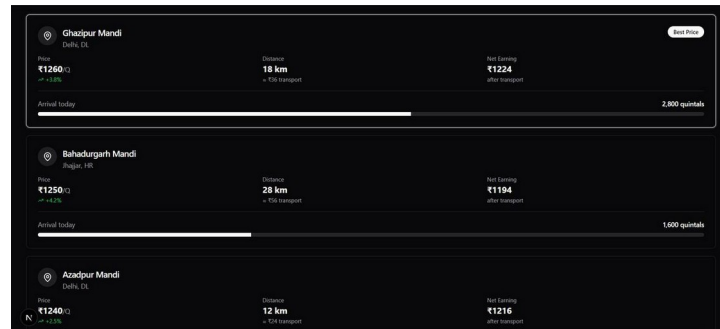 Ghazipur Mandi
Best Price
Delhi, DL
Price
Distance
Net Earning
₹1260/Q
18 km
₹1224
+3.8%
≈ ₹36 transport
after transport
Arrival today
2,800 quintals
Bahadurgarh Mandi
Jhajjar, HR
Price
Distance
Net Earning
₹1250/Q
28 km
₹1194
+4.2%
≈ ₹56 transport
after transport
Arrival today
1,600 quintals
Azadpur Mandi
Delhi, DL
Price
Distance
Net Earning
₹1240/Q
12 km
₹1216
N
+2.5%
≈ ₹24 transport
after transport